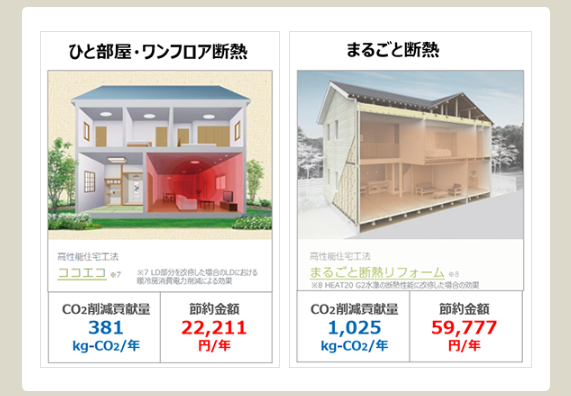 ひと部屋・ワンフロア断熱
高性能住宅工法
ココエコ ※7
※7 LD部分を改修した場合のLDにおける
暖冷房消費電力削減による効果
CO2削減貢献量
381
kg-CO2/年
節約金額
22,211
円/年
まるごと断熱
高性能住宅工法
まるごと断熱リフォーム ※8
※8 HEAT20 G2水準の断熱性能に改修した場合の効果
CO2削減貢献量
1,025
kg-CO2/年
節約金額
59,777
円/年